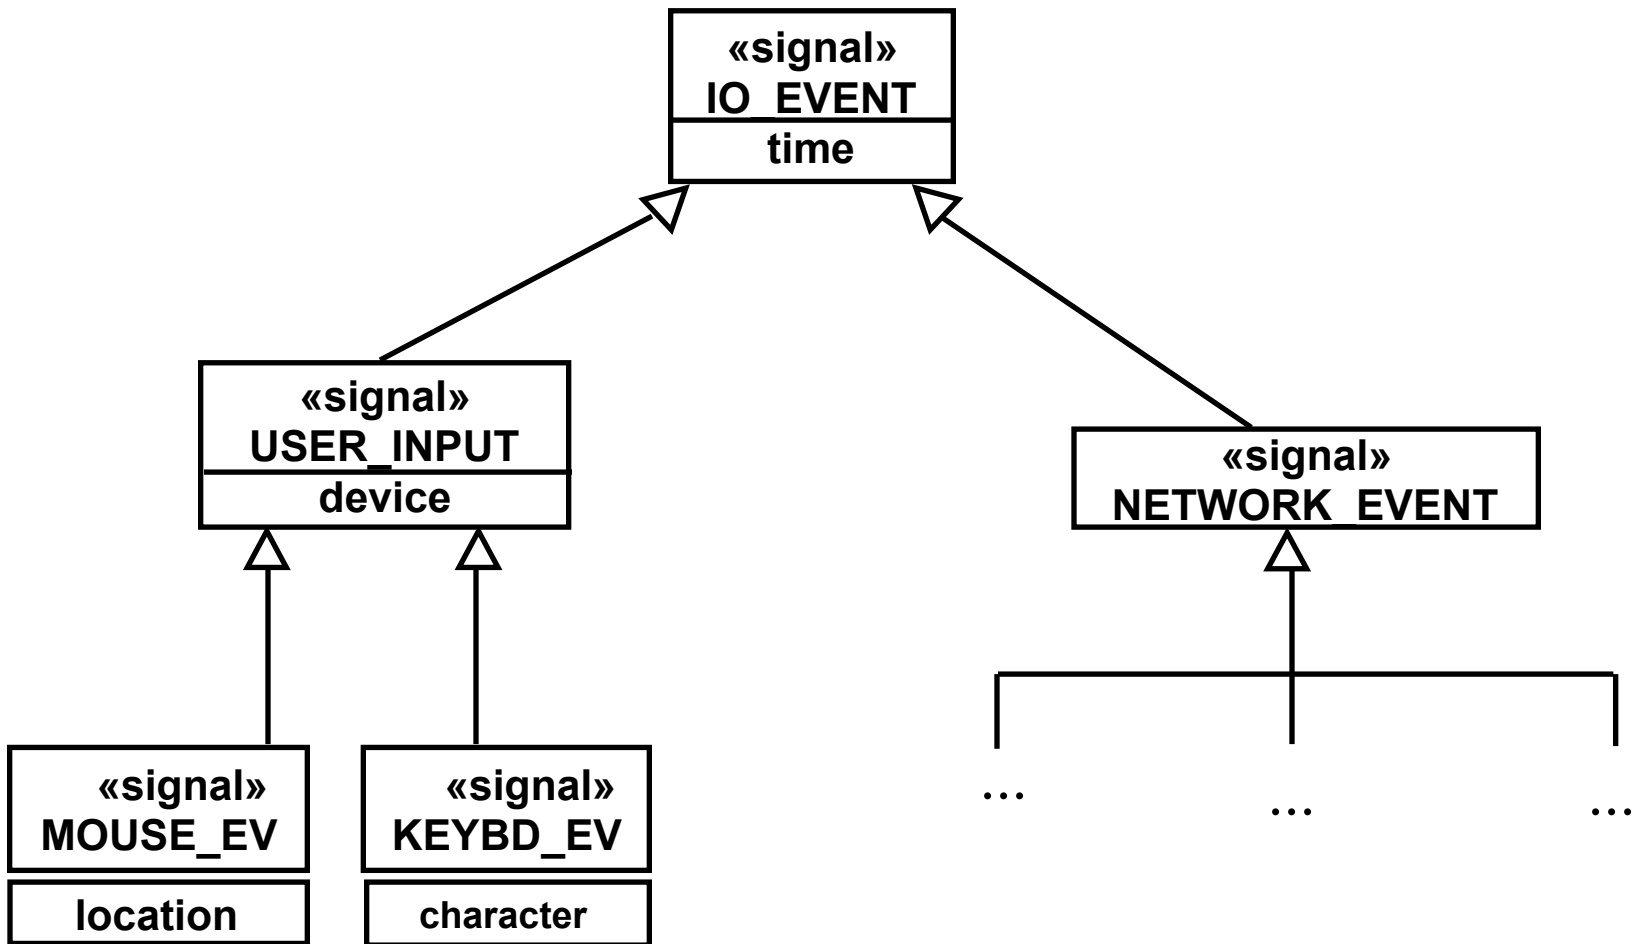 «signal»
IO_EVENT
time
«signal»
USER_INPUT
device
«signal»
NETWORK_EVENT
«signal»
MOUSE_EV
location
«signal»
KEYBD_EV
character
...
...
...